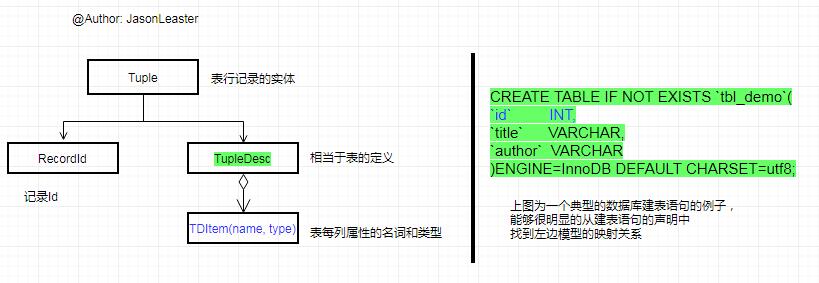 @Author: JasonLeaster
Tuple
表行记录的实体
RecordId
TupleDesc
相当于表的定义
记录Id
TDItem(name, type)
表每列属性的名词和类型
CREATE TABLE IF NOT EXISTS `tbl_demo`(
`id` INT,
`title` VARCHAR,
`author` VARCHAR
)ENGINE=InnoDB DEFAULT CHARSET=utf8;
上图为一个典型的数据库建表语句的例子，
能够很明显的从建表语句的声明中
找到左边模型的映射关系